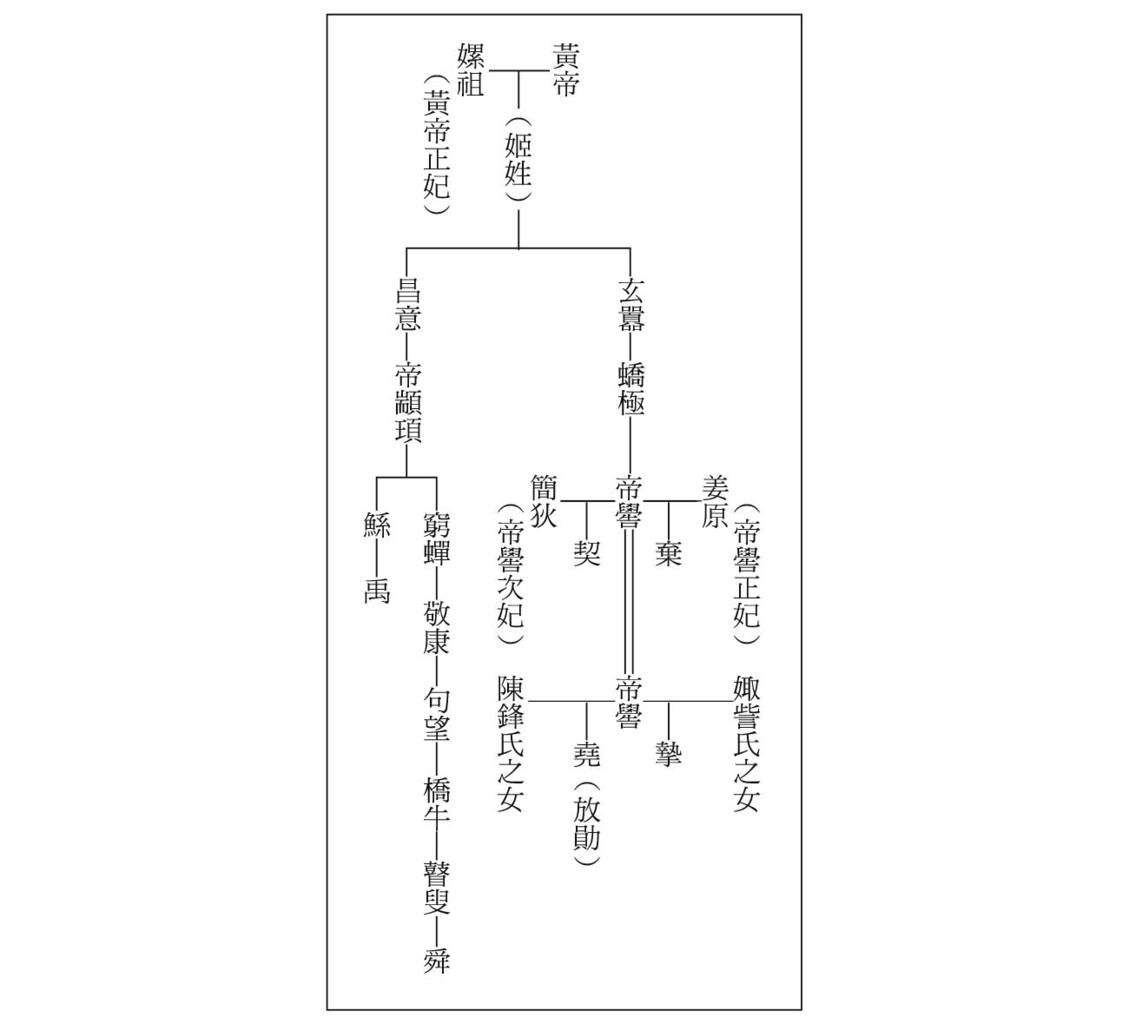 黃帝
嫘祖
（黃帝正妃）
（姬姓）
玄囂
蟜極
帝嚳
姜原
（帝嚳正妃）
棄
簡狄
（帝嚳次妃）
契
帝嚳
娵訾氏之女
摯
陳鋒氏之女
堯（放勛）
昌意
帝顓頊
窮蟬
敬康
句望
橋牛
瞽叟
舜
鯀
禹